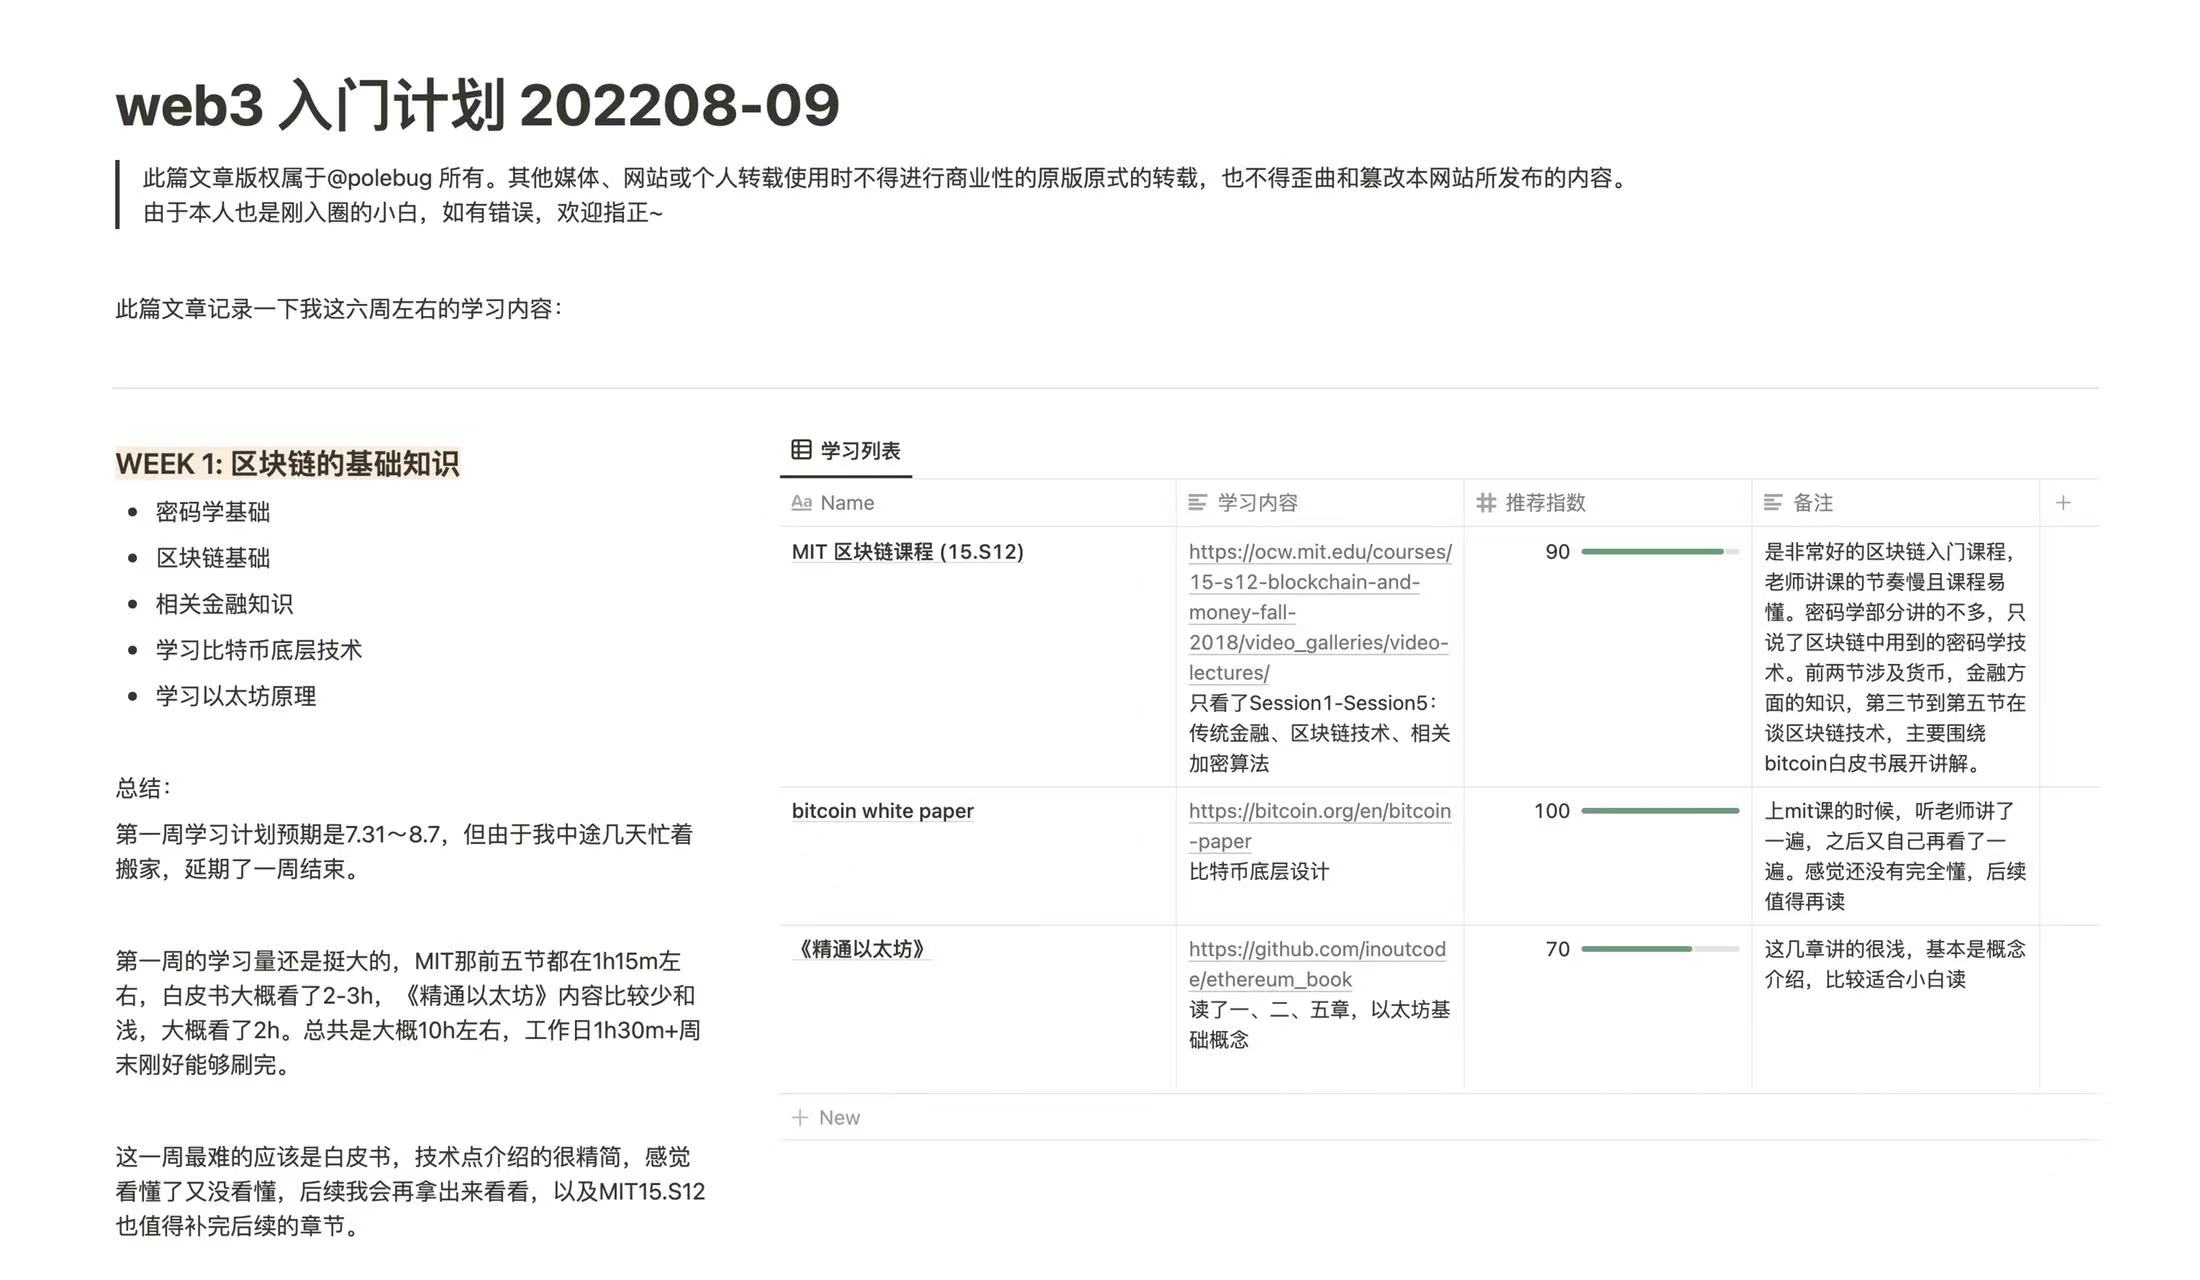 web3 入门计划 202208-09
此篇文章版权属于@polebug 所有。其他媒体、网站或个人转载使用时不得进行商业性的原版原式的转载，也不得歪曲和篡改本网站所发布的内容。
由于本人也是刚入圈的小白，如有错误，欢迎指正~
此篇文章记录一下我这六周左右的学习内容：
WEEK 1: 区块链的基础知识
• 密码学基础
• 区块链基础
• 相关金融知识
• 学习比特币底层技术
• 学习以太坊原理
总结：
第一周学习计划预期是7.31～8.7，但由于我中途几天忙着
搬家，延期了一周结束。
第一周的学习量还是挺大的，MIT那前五节都在1h15m左
右，白皮书大概看了2-3h，《精通以太坊》内容比较少和
浅，大概看了2h。总共是大概10h左右，工作日1h30m+周
末刚好能够刷完。
这一周最难的应该是白皮书，技术点介绍的很精简，感觉
看懂了又没看懂，后续我会再拿出来看看，以及MIT15.S12
也值得补完后续的章节。
学习列表
Aa Name
学习内容
推荐指数
备注
MIT 区块链课程 (15.S12)
https://ocw.mit.edu/courses/
15-s12-blockchain-and-
money-fall-
2018/video_galleries/video-
lectures/
只看了Session1-Session5：
传统金融、区块链技术、相关
加密算法
90
是非常好的区块链入门课程，
老师讲课的节奏慢且课程易
懂。密码学部分讲的不多，只
说了区块链中用到的密码学技
术。前两节涉及货币，金融方
面的知识，第三节到第五节在
谈区块链技术，主要围绕
bitcoin白皮书展开讲解。
bitcoin white paper
https://bitcoin.org/en/bitcoin
-paper
比特币底层设计
100
上mit课的时候，听老师讲了
一遍，之后又自己再看了一
遍。感觉还没有完全懂，后续
值得再读
《精通以太坊》
https://github.com/inoutcod
e/ethereum_book
读了一、二、五章，以太坊基
础概念
70
这几章讲的很浅，基本是概念
介绍，比较适合小白读
+ New